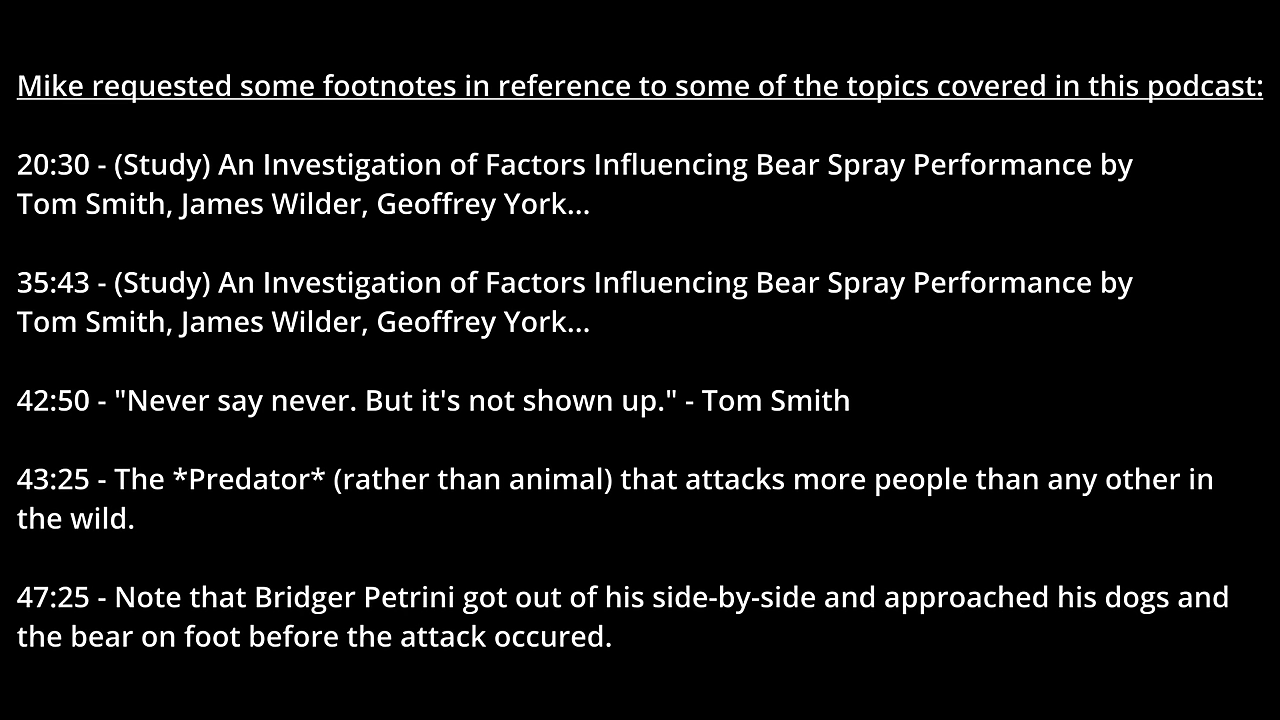 Mike requested some footnotes in reference to some of the topics covered in this podcast:
20:30 - (Study) An Investigation of Factors Influencing Bear Spray Performance by
Tom Smith, James Wilder, Geoffrey York...
35:43 - (Study) An Investigation of Factors Influencing Bear Spray Performance by
Tom Smith, James Wilder, Geoffrey York...
42:50 - "Never say never. But it's not shown up." - Tom Smith
43:25 - The *Predator* (rather than animal) that attacks more people than any other in
the wild.
47:25 - Note that Bridger Petrini got out of his side-by-side and approached his dogs and
the bear on foot before the attack occured.